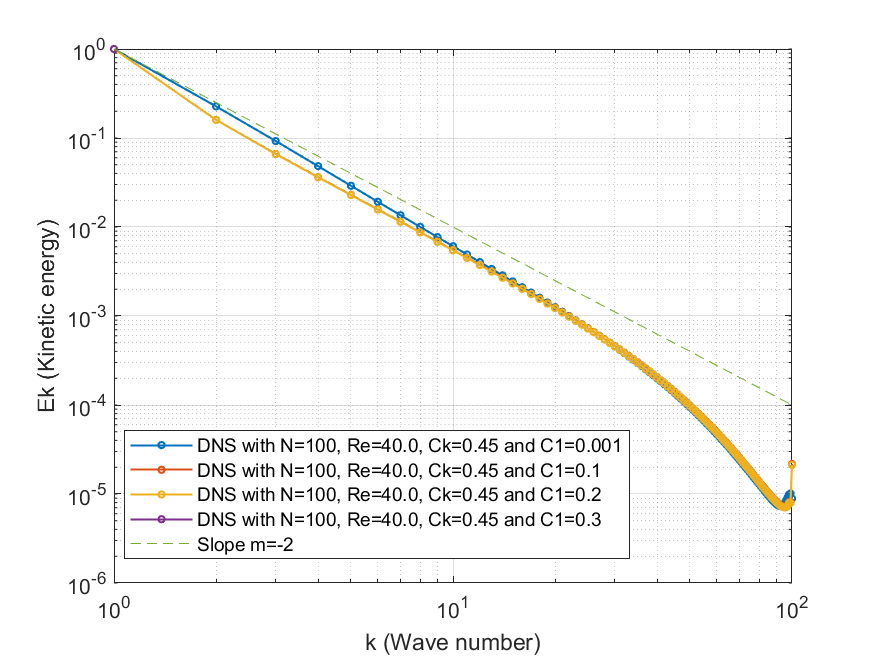 10^0
10^-1
10^-2
10^-3
10^-4
10^-5
10^-6
Ek (Kinetic energy)
DNS with N=100, Re=40.0, Ck=0.45 and C1=0.001
DNS with N=100, Re=40.0, Ck=0.45 and C1=0.1
DNS with N=100, Re=40.0, Ck=0.45 and C1=0.2
DNS with N=100, Re=40.0, Ck=0.45 and C1=0.3
Slope m=-2
10^0 10^1 10^2
k (Wave number)